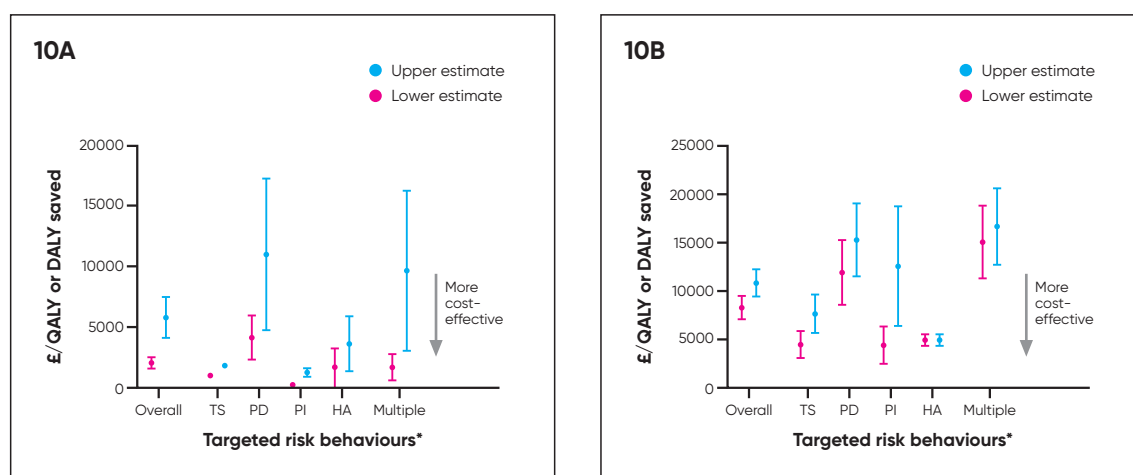 10A
Upper estimate
Lower estimate
£/QALY or DALY saved
20000
15000
10000
5000
0
More
cost-
effective
Overall TS PD PI HA Multiple
Targeted risk behaviours*
10B
Upper estimate
Lower estimate
£/QALY or DALY saved
25000
20000
15000
10000
5000
0
More
cost-
effective
Overall TS PD PI HA Multiple
Targeted risk behaviours*